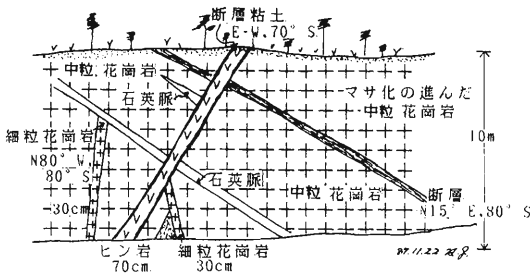 断層粘土
E-W.70° S
中粒花崗岩
石英脈
マサ化の進んだ
中粒花崗岩
10m
細粒花崗岩
N80° W.
80° S
30cm
石英脈
中粒花崗岩
断層
N15° E.80° S
ヒン岩
70cm
細粒花崗岩
30cm